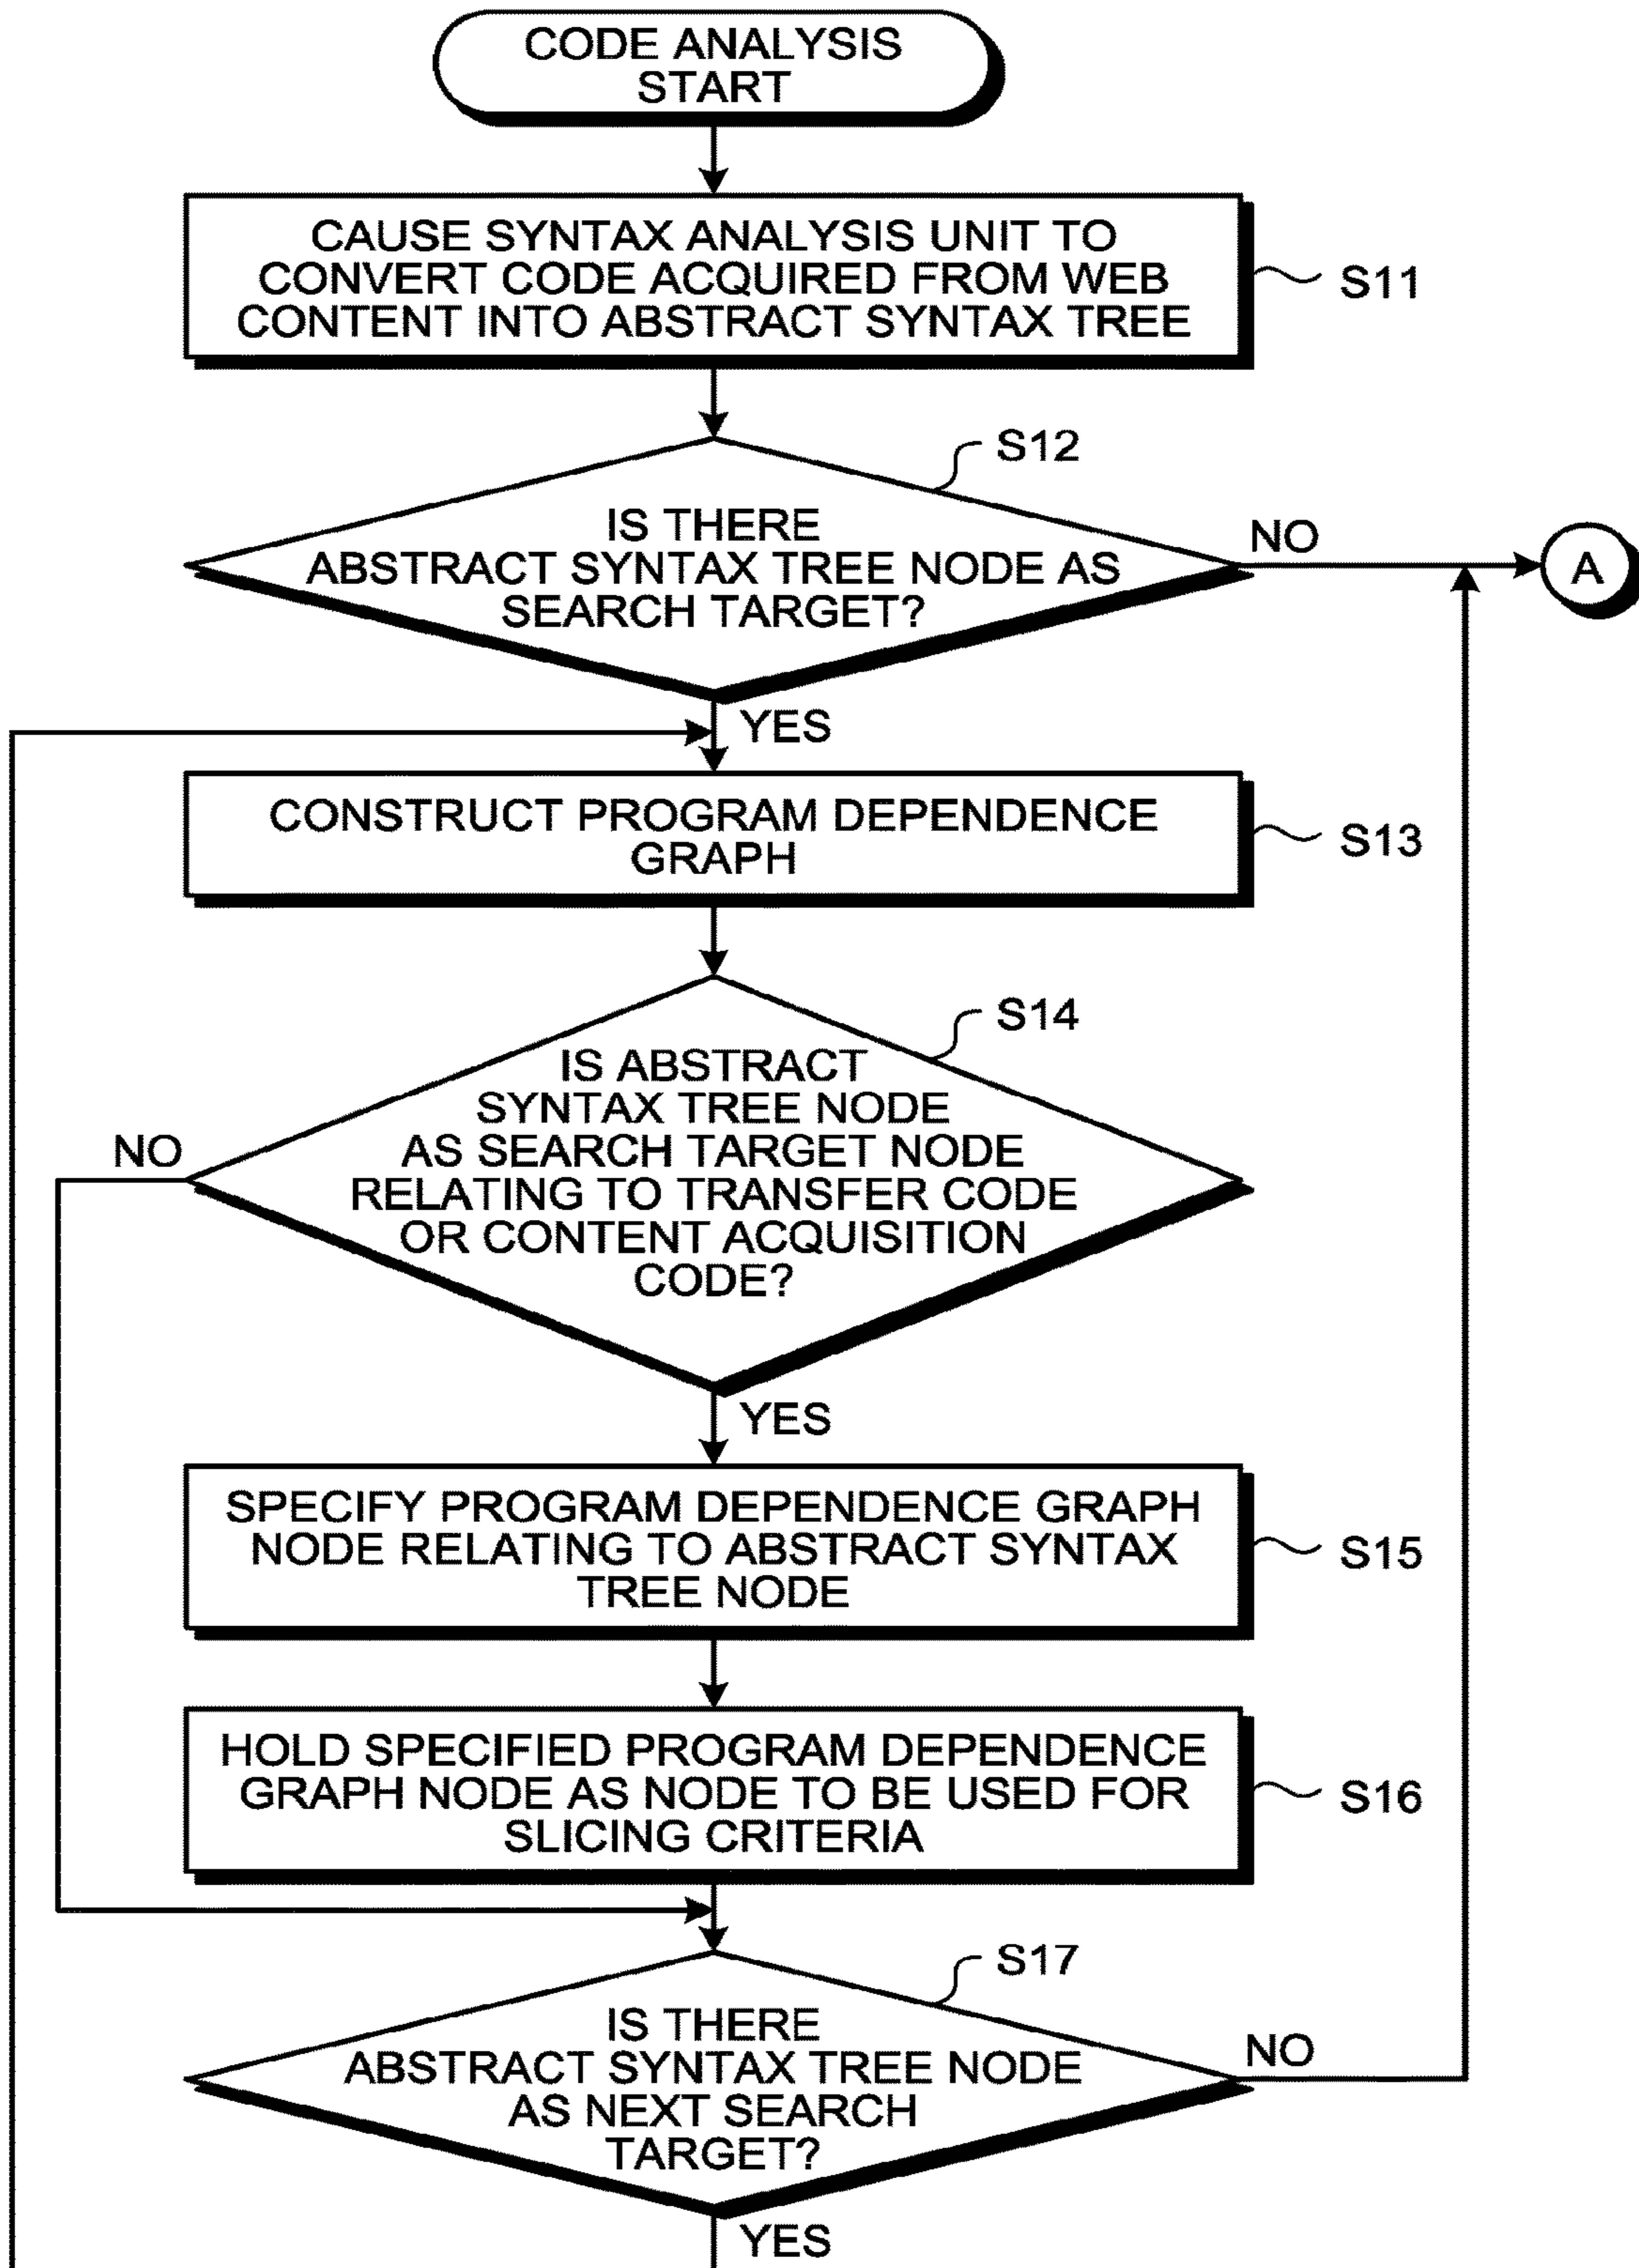 CODE ANALYSIS
START
CAUSE SYNTAX ANALYSIS UNIT TO
CONVERT CODE ACQUIRED FROM WEB
CONTENT INTO ABSTRACT SYNTAX TREE
S11
S12
IS THERE
ABSTRACT SYNTAX TREE NODE AS
SEARCH TARGET?
NO
A
YES
CONSTRUCT PROGRAM DEPENDENCE
GRAPH
S13
S14
IS ABSTRACT
SYNTAX TREE NODE
AS SEARCH TARGET NODE
RELATING TO TRANSFER CODE
OR CONTENT ACQUISITION
CODE?
NO
YES
SPECIFY PROGRAM DEPENDENCE GRAPH
NODE RELATING TO ABSTRACT SYNTAX
TREE NODE
S15
HOLD SPECIFIED PROGRAM DEPENDENCE
GRAPH NODE AS NODE TO BE USED FOR
SLICING CRITERIA
S16
S17
IS THERE
ABSTRACT SYNTAX TREE NODE
AS NEXT SEARCH
TARGET?
NO
YES